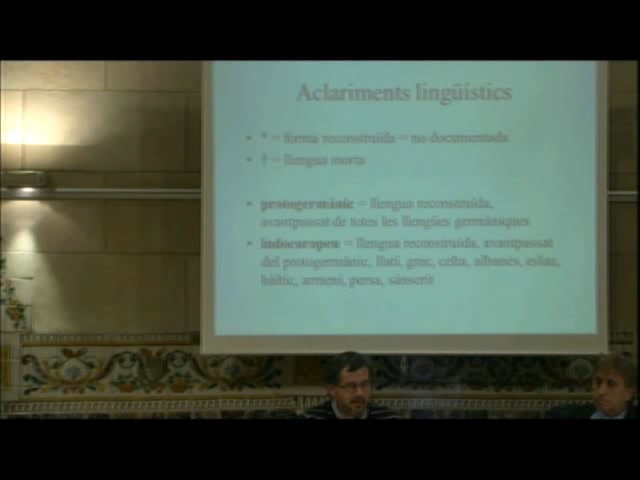 Aclariments lingüístics
• * = forma reconstruïda = no documentada
• † = llengua morta
• protogermànic = llengua reconstruïda,
avantpassat de totes les llengües germàniques
• indoeuropeu = llengua reconstruïda, avantpassat
del protogermànic, llatí, grec, celta, albanès, eslau,
bàltic, armeni, persa, sànscrit